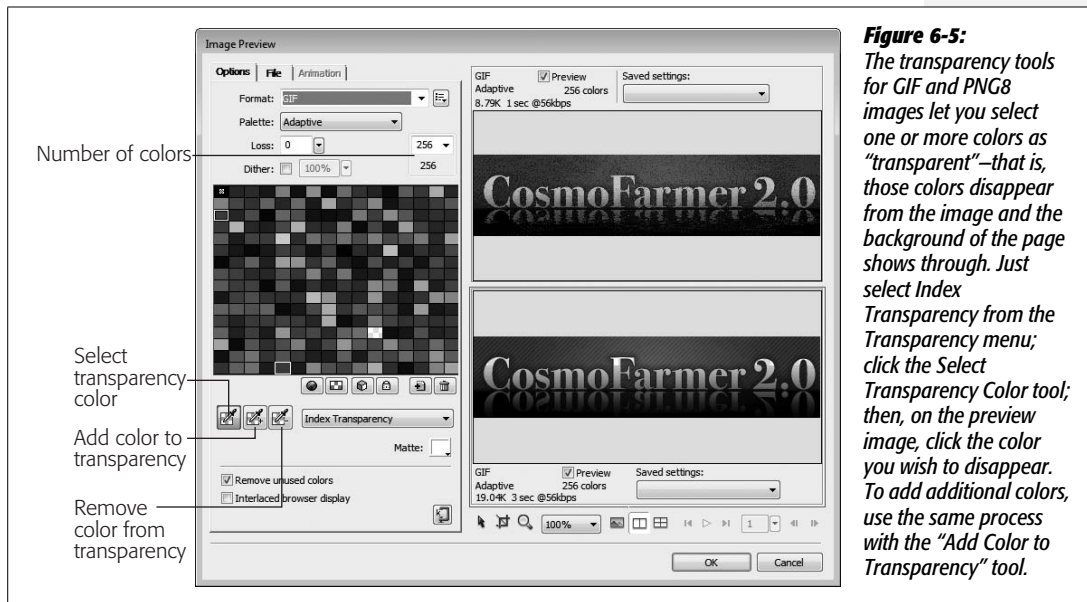 Image Preview
Options
File
Animation
Format: GIF
Palette: Adaptive
Loss: 0
256
Dither: 100%
256
Index Transparency
Matte:
Remove unused colors
Interlaced browser display
GIF
Preview
Saved settings:
Adaptive
256 colors
8.79K 1 sec @56kbps
CosmoFarmer 2.0
CosmoFarmer 2.0
GIF
Preview
Saved settings:
Adaptive
256 colors
19.04K 3 sec @56kbps
100%
1
OK
Cancel
Number of colors
Select
transparency
color
Add color to
transparency
Remove
color from
transparency
Figure 6-5:
The transparency tools
for GIF and PNG8
images let you select
one or more colors as
“transparent”—that is,
those colors disappear
from the image and the
background of the page
shows through. Just
select Index
Transparency from the
Transparency menu;
click the Select
Transparency Color tool;
then, on the preview
image, click the color
you wish to disappear.
To add additional colors,
use the same process
with the “Add Color to
Transparency” tool.